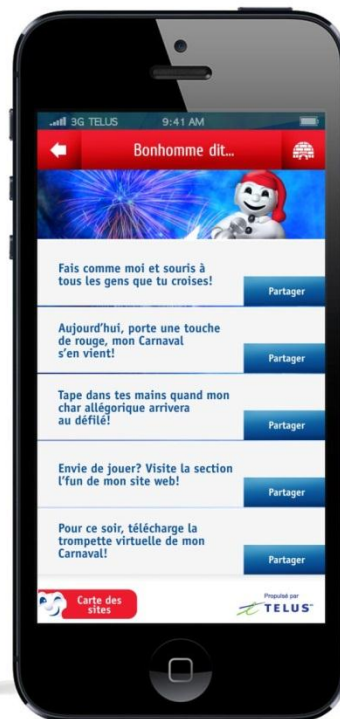 3G TELUS 9:41 AM
Bonhomme dit...
Fais comme moi et souris à
tous les gens que tu croises!
Partager
Aujourd'hui, porte une touche
de rouge, mon Carnaval
s'en vient!
Partager
Tape dans tes mains quand mon
char allégorique arrivera
au défilé!
Partager
Envie de jouer? Visite la section
l'fun de mon site web!
Partager
Pour ce soir, télécharge la
trompette virtuelle de mon
Carnaval!
Partager
Carte des
sites
Propulsé par
TELUS